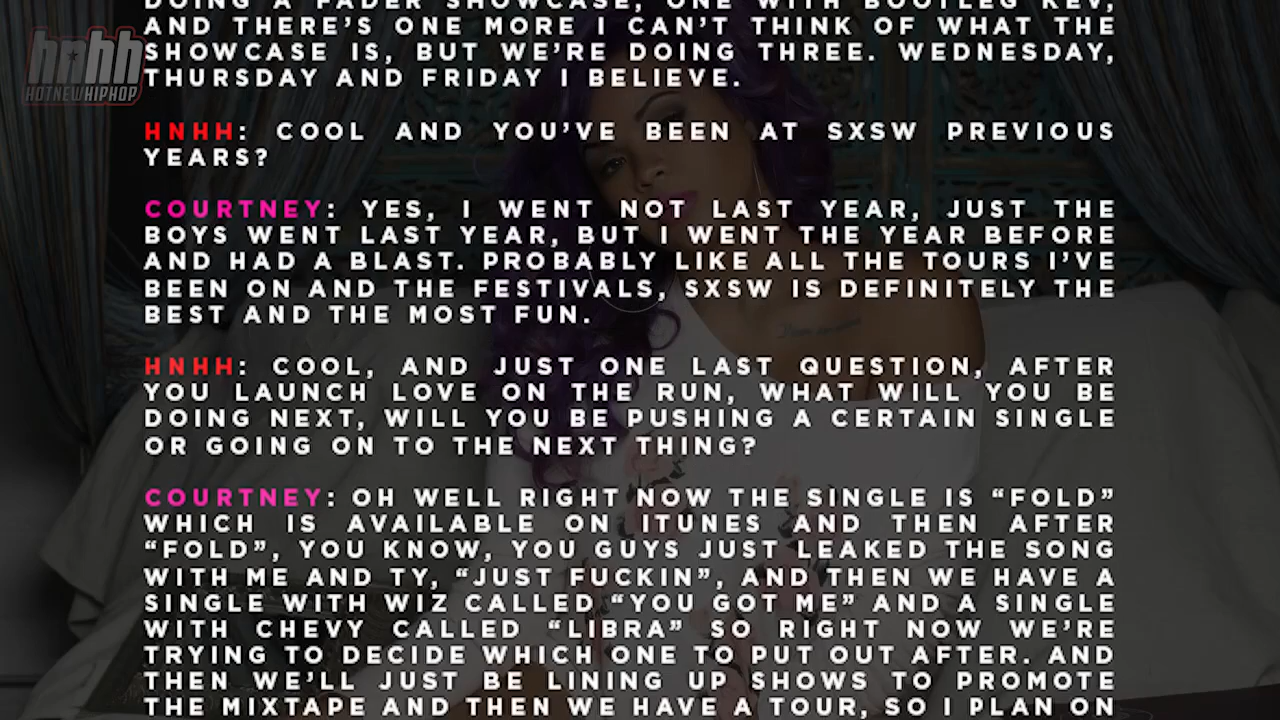 DOING A FADER SHOWCASE, ONE WITH BOOTLEG KEV,
AND THERE'S ONE MORE I CAN'T THINK OF WHAT THE
SHOWCASE IS, BUT WE'RE DOING THREE. WEDNESDAY,
THURSDAY AND FRIDAY I BELIEVE.
hnhh
HOTNEWHIPHOP
HNHH: COOL AND YOU'VE BEEN AT SXSW PREVIOUS
YEARS?
COURTNEY: YES, I WENT NOT LAST YEAR, JUST THE
BOYS WENT LAST YEAR, BUT I WENT THE YEAR BEFORE
AND HAD A BLAST. PROBABLY LIKE ALL THE TOURS I'VE
BEEN ON AND THE FESTIVALS, SXSW IS DEFINITELY THE
BEST AND THE MOST FUN.
HNHH: COOL, AND JUST ONE LAST QUESTION, AFTER
YOU LAUNCH LOVE ON THE RUN, WHAT WILL YOU BE
DOING NEXT, WILL YOU BE PUSHING A CERTAIN SINGLE
OR GOING ON TO THE NEXT THING?
COURTNEY: OH WELL RIGHT NOW THE SINGLE IS “FOLD”
WHICH IS AVAILABLE ON ITUNES AND THEN AFTER
“FOLD”, YOU KNOW, YOU GUYS JUST LEAKED THE SONG
WITH ME AND TY, “JUST FUCKIN”, AND THEN WE HAVE A
SINGLE WITH WIZ CALLED “YOU GOT ME” AND A SINGLE
WITH CHEVY CALLED “LIBRA” SO RIGHT NOW WE'RE
TRYING TO DECIDE WHICH ONE TO PUT OUT AFTER. AND
THEN WE'LL JUST BE LINING UP SHOWS TO PROMOTE
THE MIXTAPE AND THEN WE HAVE A TOUR, SO I PLAN ON